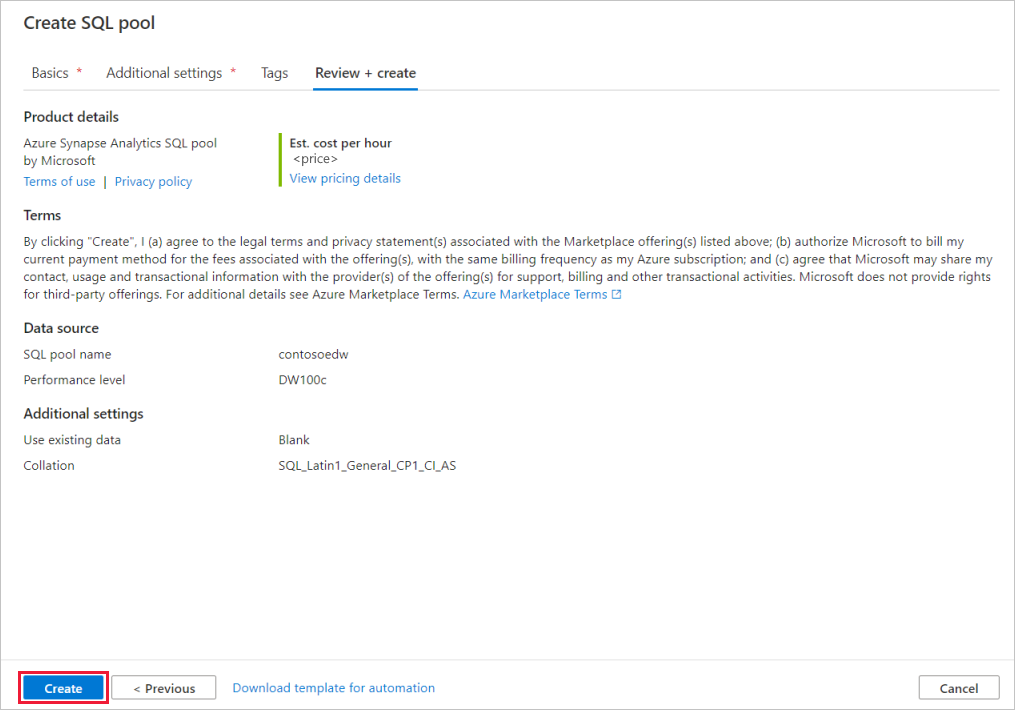 Create SQL pool
Basics *
Additional settings *
Tags
Review + create
Product details
Azure Synapse Analytics SQL pool
by Microsoft
Terms of use | Privacy policy
Est. cost per hour
<price>
View pricing details
Terms
By clicking "Create", I (a) agree to the legal terms and privacy statement(s) associated with the Marketplace offering(s) listed above; (b) authorize Microsoft to bill my
current payment method for the fees associated with the offering(s), with the same billing frequency as my Azure subscription; and (c) agree that Microsoft may share my
contact, usage and transactional information with the provider(s) of the offering(s) for support, billing and other transactional activities. Microsoft does not provide rights
for third-party offerings. For additional details see Azure Marketplace Terms. Azure Marketplace Terms
Data source
SQL pool name contosoedw
Performance level DW100c
Additional settings
Use existing data Blank
Collation SQL_Latin1_General_CP1_CI_AS
Create
< Previous
Download template for automation
Cancel